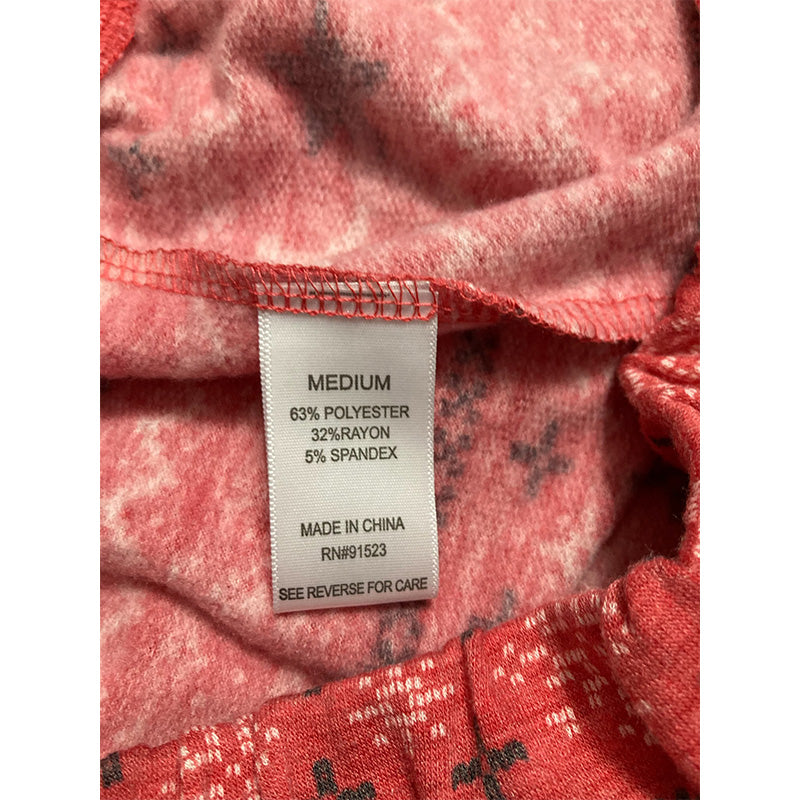 MEDIUM
63% POLYESTER
32%RAYON
5% SPANDEX
MADE IN CHINA
RN#91523
SEE REVERSE FOR CARE